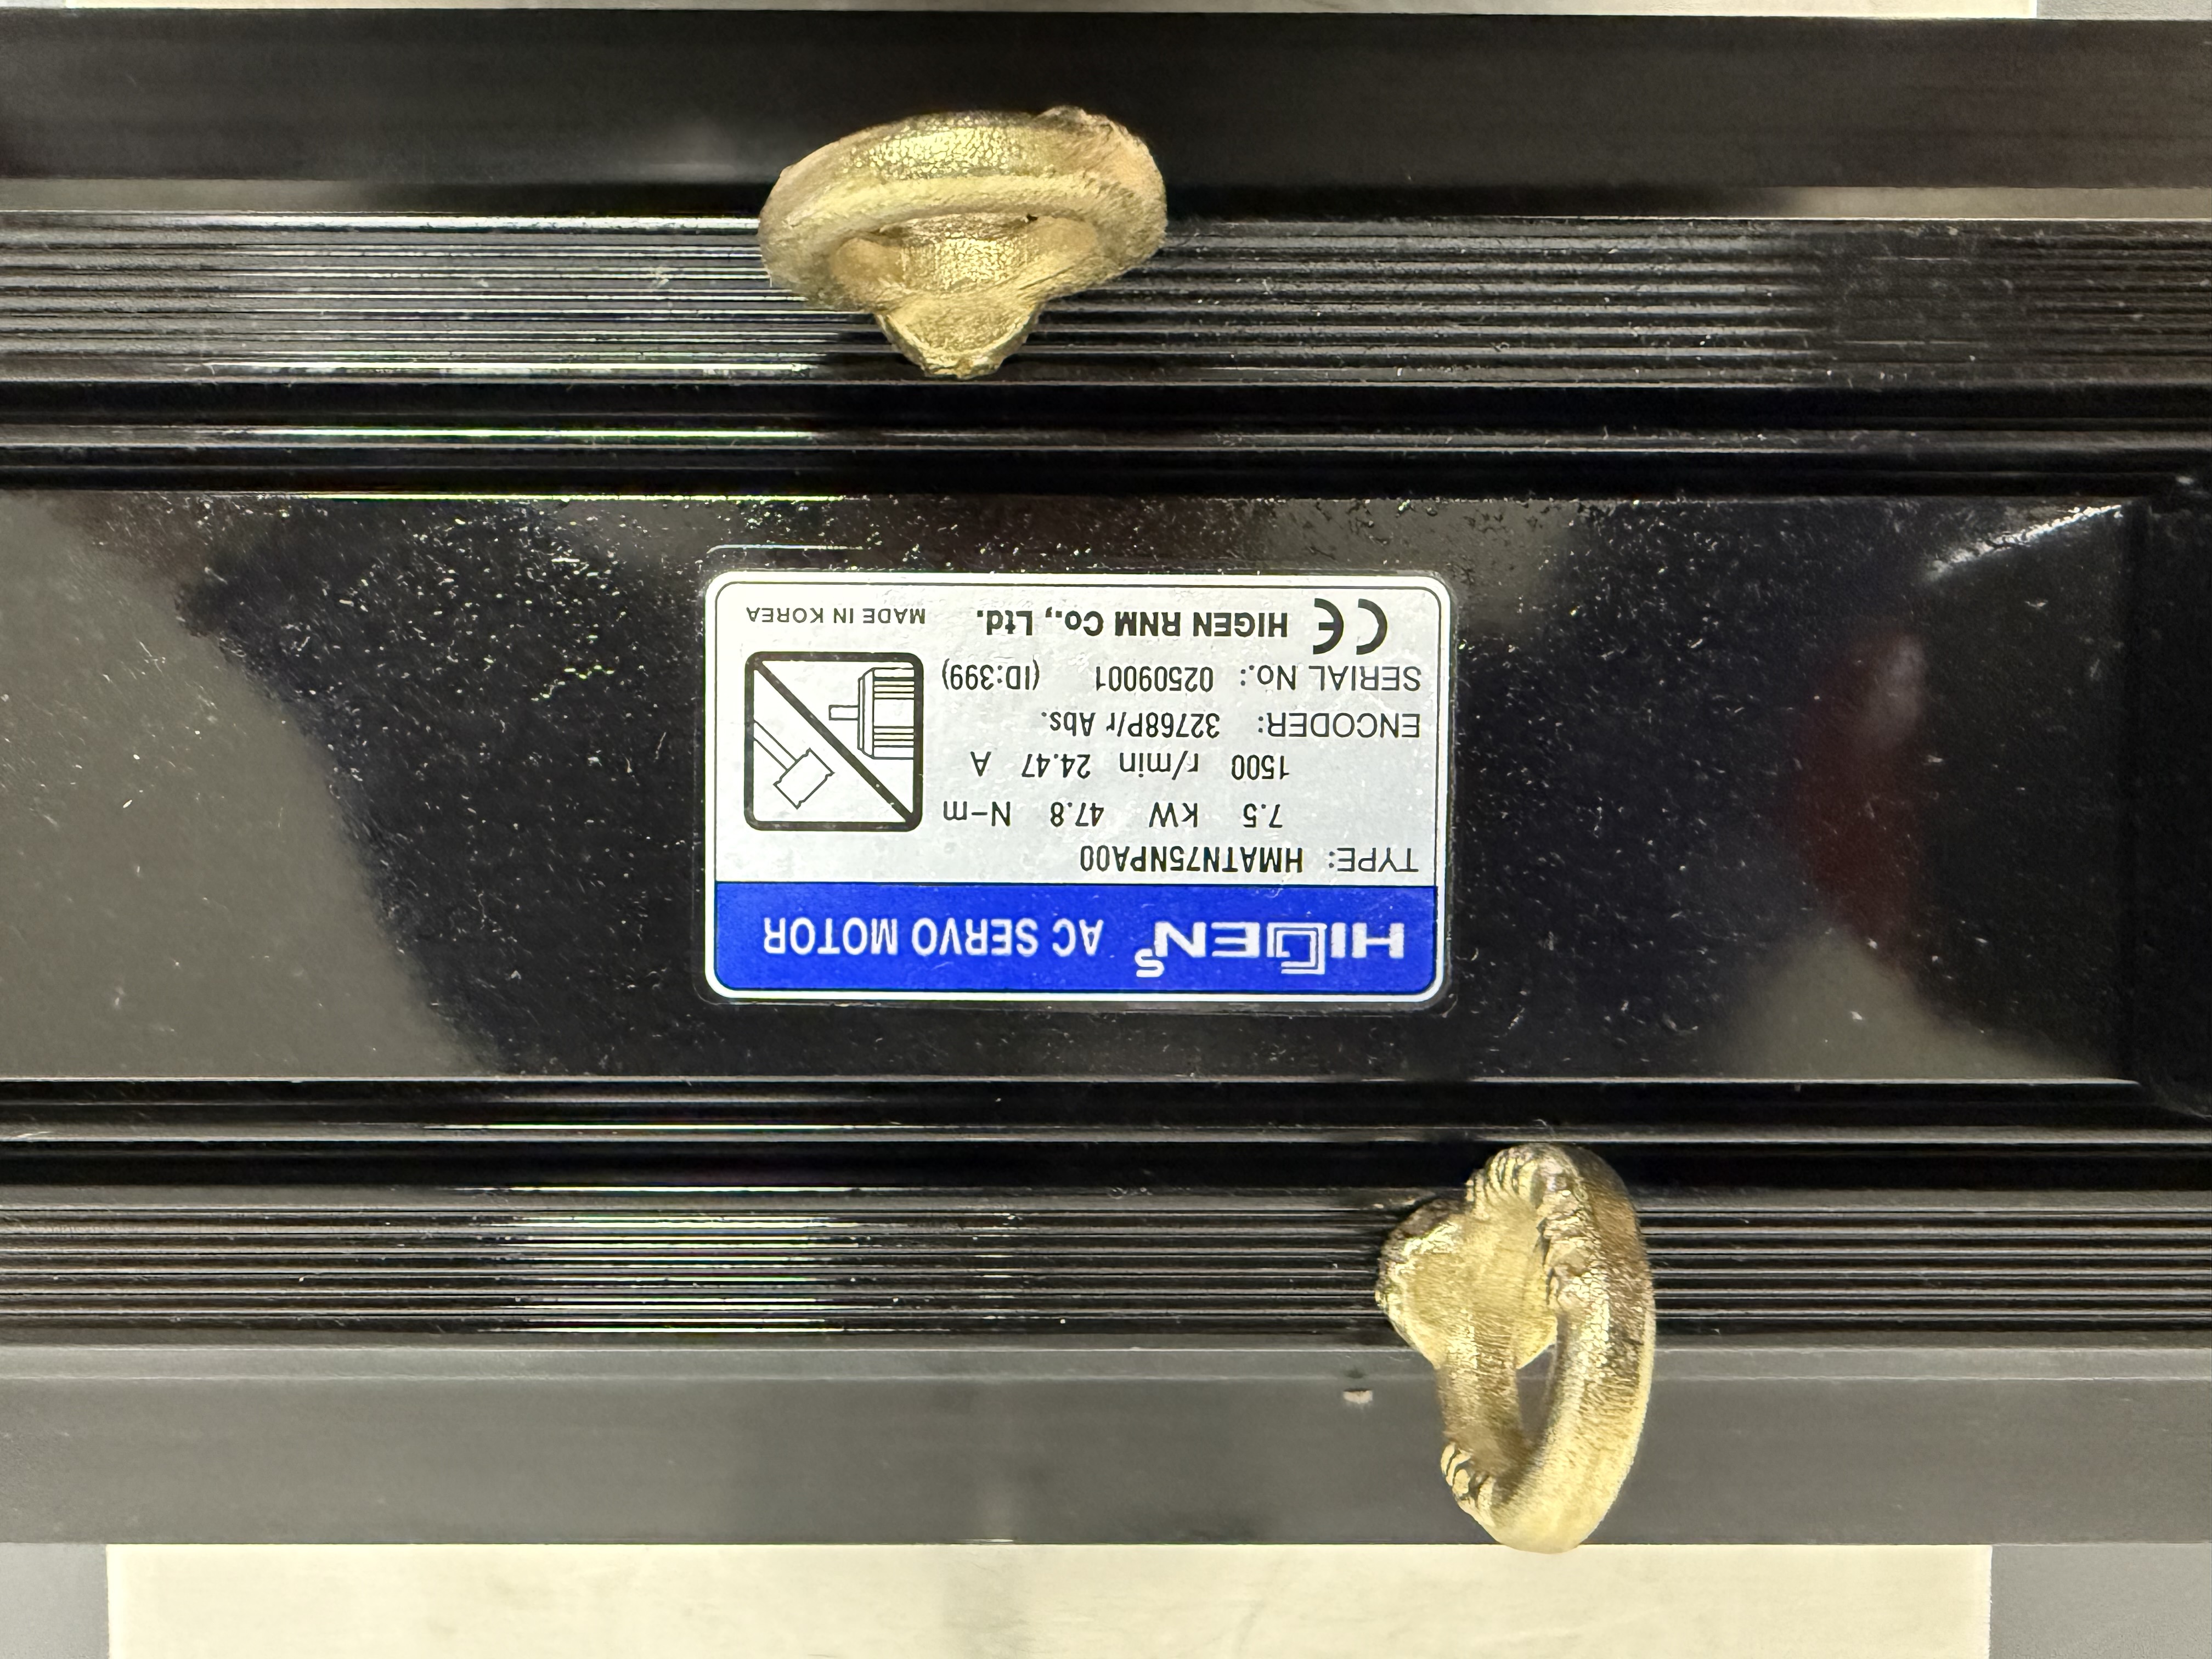 HIGEN S AC SERVO MOTOR
TYPE: HMATN75NPA00
7.5 kW 47.8 N-m
1500 r/min 24.47 A
ENCODER: 32768P/r Abs.
SERIAL No.: 02509001 (ID:399)
CE HIGEN RNM Co., Ltd. MADE IN KOREA